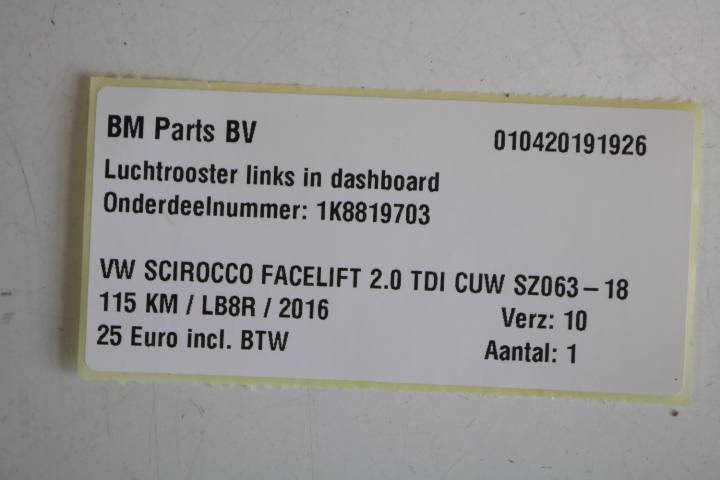 BM Parts BV 010420191926
Luchtrooster links in dashboard
Onderdeelnummer: 1K8819703
VW SCIROCCO FACELIFT 2.0 TDI CUW SZ063-18
115 KM / LB8R / 2016 Verz: 10
25 Euro incl. BTW Aantal: 1